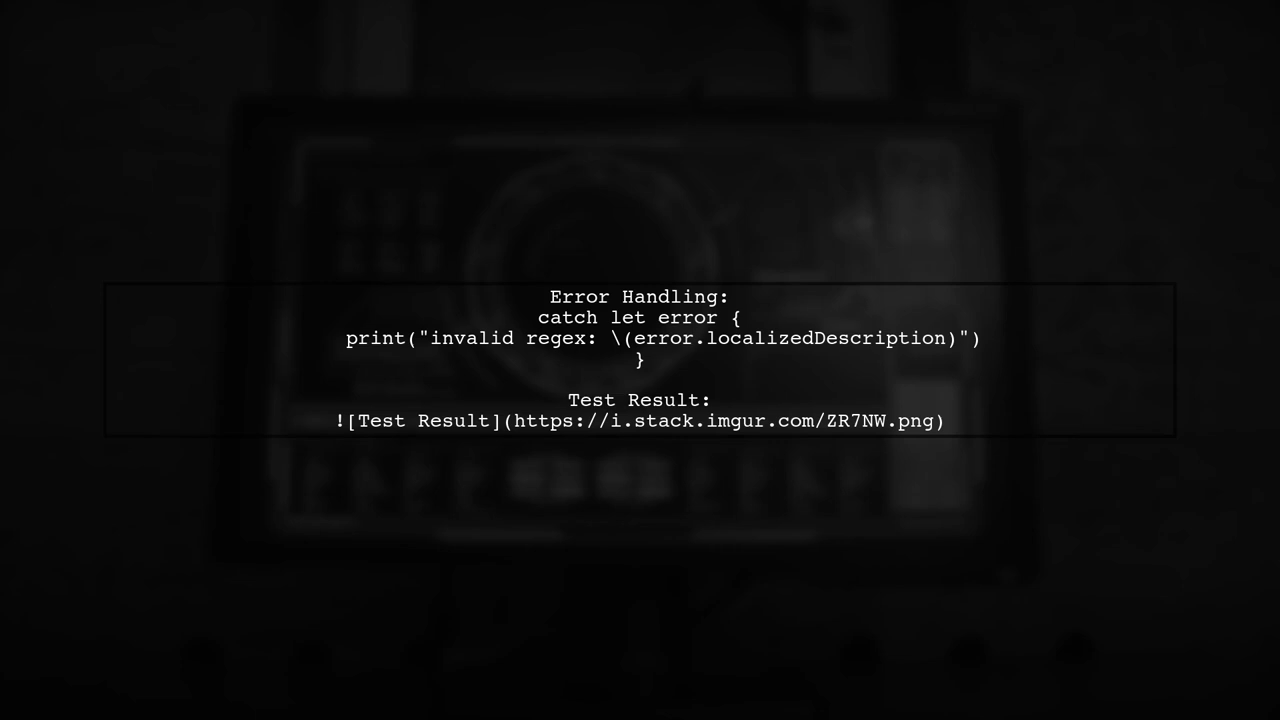 Error Handling:
catch let error {
print("invalid regex: \(error.localizedDescription)")
}
Test Result:
![Test Result](https://i.stack.imgur.com/ZR7NW.png)